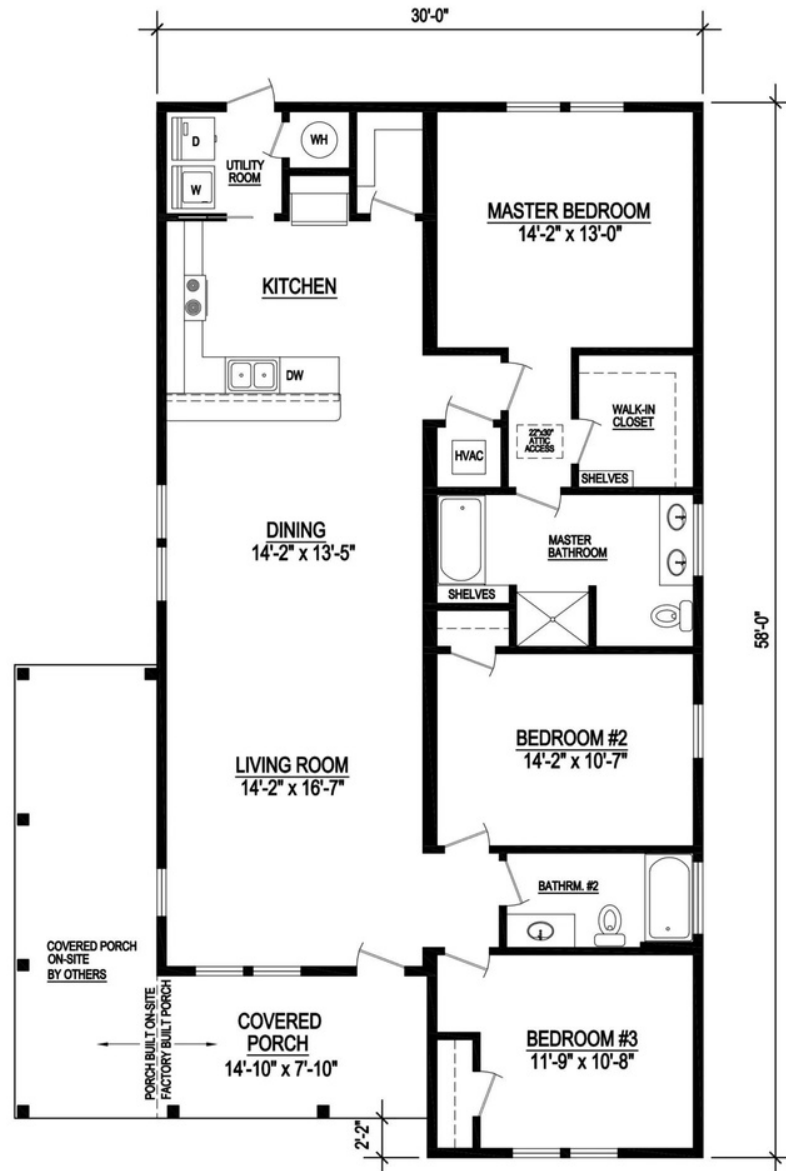 30'-0"
D
W
UTILITY
ROOM
WH
MASTER BEDROOM
14'-2" x 13'-0"
KITCHEN
DW
HVAC
22"x30"
ATTIC
ACCESS
WALK-IN
CLOSET
SHELVES
DINING
14'-2" x 13'-5"
MASTER
BATHROOM
SHELVES
58'-0"
LIVING ROOM
14'-2" x 16'-7"
BEDROOM #2
14'-2" x 10'-7"
BATHRM. #2
COVERED PORCH
ON-SITE
BY OTHERS
PORCH BUILT ON-SITE
FACTORY BUILT PORCH
COVERED
PORCH
14'-10" x 7'-10"
BEDROOM #3
11'-9" x 10'-8"
2'-2"